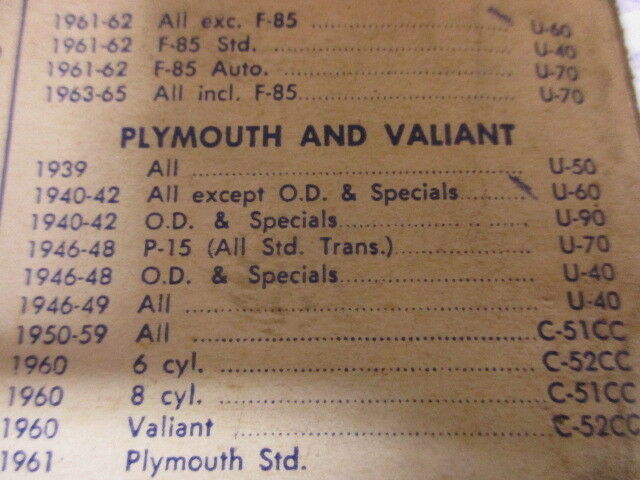 1961-62 All exc. F-85 U-60
1961-62 F-85 Std. U-40
1961-62 F-85 Auto. U-70
1963-65 All incl. F-85 U-70
PLYMOUTH AND VALIANT
1939 All U-50
1940-42 All except O.D. & Specials U-60
1940-42 O.D. & Specials U-90
1946-48 P-15 (All Std. Trans.) U-70
1946-48 O.D. & Specials U-40
1946-49 All U-40
1950-59 All C-51CC
1960 6 cyl. C-52CC
1960 8 cyl. C-51CC
1960 Valiant C-52CC
1961 Plymouth Std.